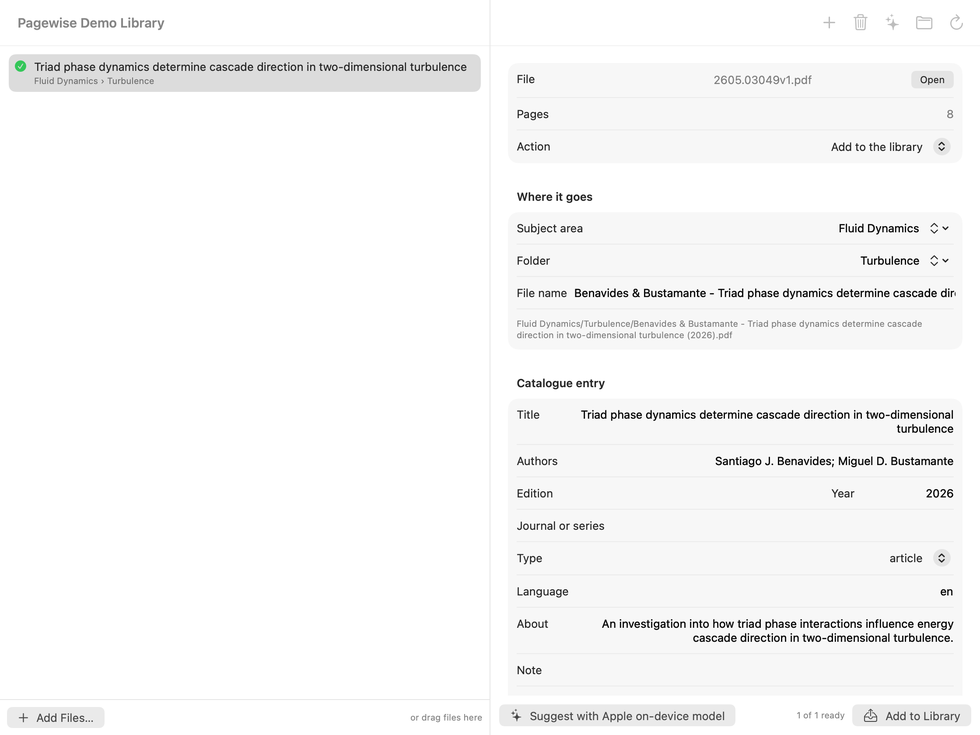 Pagewise Demo Library
Triad phase dynamics determine cascade direction in two-dimensional turbulence
Fluid Dynamics › Turbulence
Add Files...
or drag files here
File
2605.03049v1.pdf
Open
Pages
8
Action
Add to the library
Where it goes
Subject area
Fluid Dynamics
Folder
Turbulence
File name
Benavides & Bustamante - Triad phase dynamics determine cascade dir
Fluid Dynamics/Turbulence/Benavides & Bustamante - Triad phase dynamics determine cascade
direction in two-dimensional turbulence (2026).pdf
Catalogue entry
Title
Triad phase dynamics determine cascade direction in two-dimensional
turbulence
Authors
Santiago J. Benavides; Miguel D. Bustamante
Edition
Year
2026
Journal or series
Type
article
Language
en
About
An investigation into how triad phase interactions influence energy
cascade direction in two-dimensional turbulence.
Note
Suggest with Apple on-device model
1 of 1 ready
Add to Library